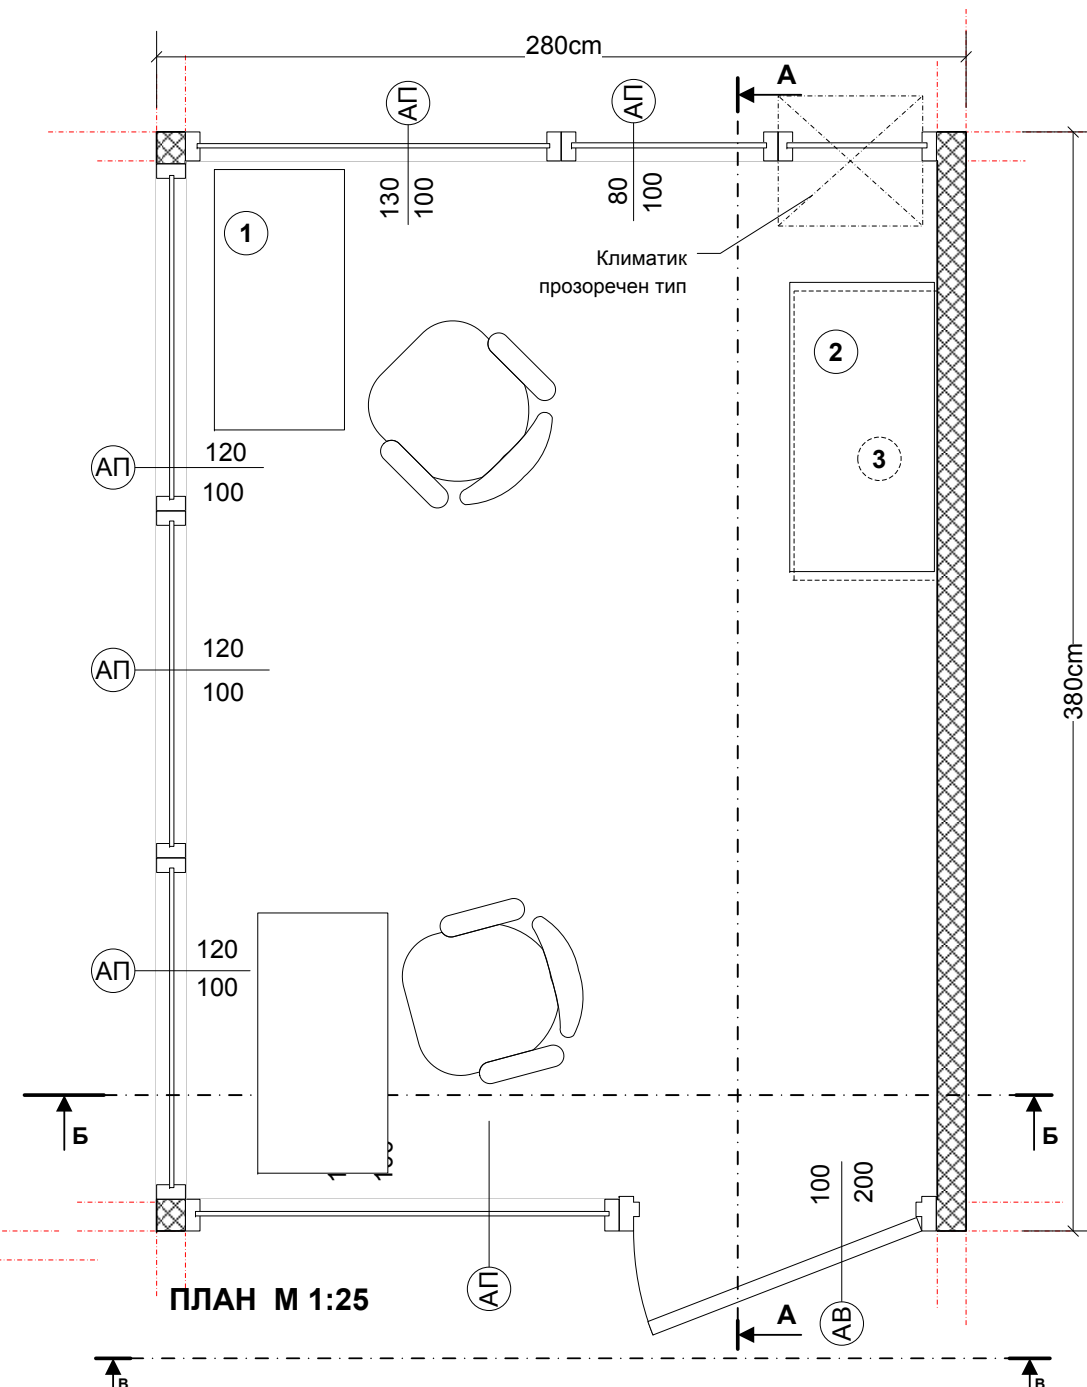 280cm
А
АП
АП
130
100
80
100
1
Климатик
прозоречен тип
2
3
АП
120
100
АП
120
100
380cm
АП
120
100
Б
Б
100
200
АП
АВ
ПЛАН М 1:25
А
в
в